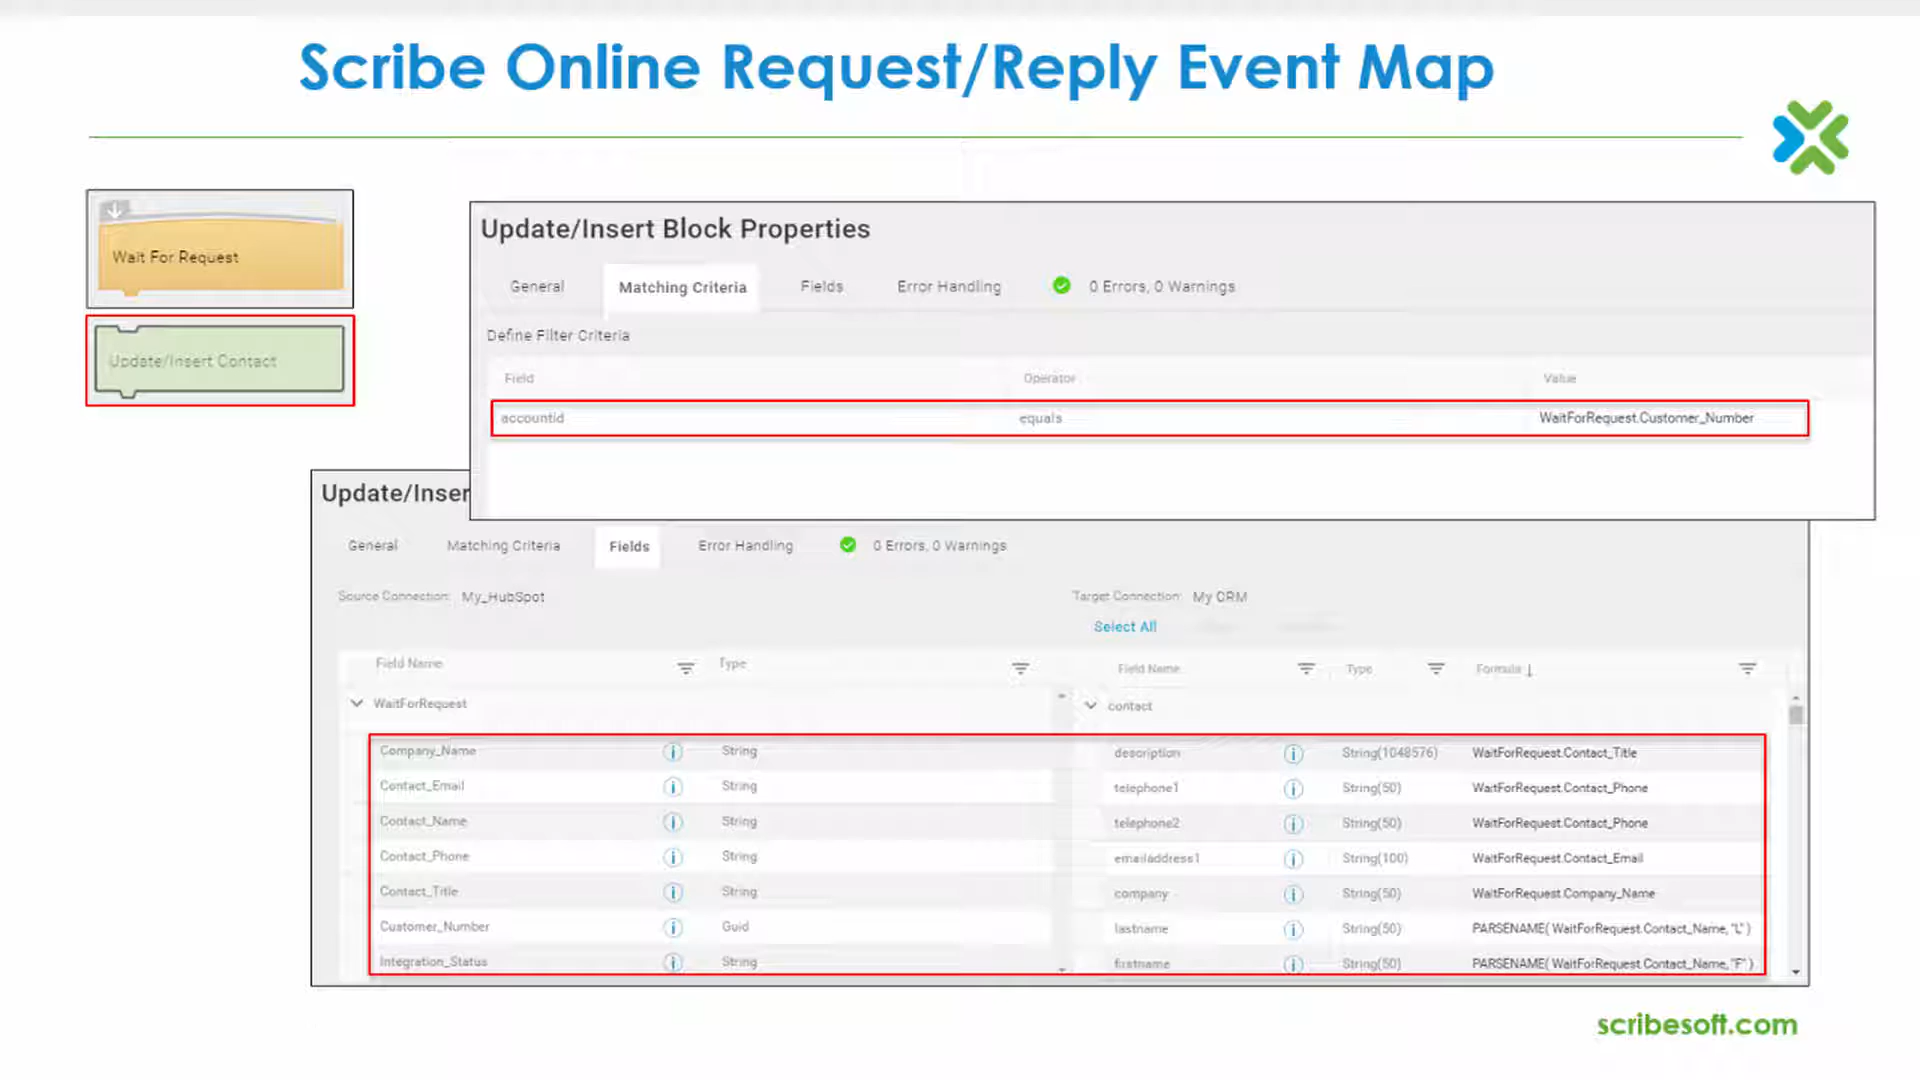 Scribe Online Request/Reply Event Map
Wait For Request
Update/Insert Contact
Update/Insert Block Properties
General Matching Criteria Fields Error Handling 0 Errors, 0 Warnings
Define Filter Criteria
Field Operator Value
accountid equals WaitForRequest.Customer_Number
Update/Inser
General Matching Criteria Fields Error Handling 0 Errors, 0 Warnings
Source Connection: My_HubSpot Target Connection: My CRM
Select All
Field Name Type Field Name Type Formula
WaitForRequest contact
Company_Name String description String(1048576) WaitForRequest.Contact_Title
Contact_Email String telephone1 String(50) WaitForRequest.Contact_Phone
Contact_Name String telephone2 String(50) WaitForRequest.Contact_Phone
Contact_Phone String emailaddress1 String(100) WaitForRequest.Contact_Email
Contact_Title String company String(50) WaitForRequest.Company_Name
Customer_Number Guid lastname String(50) PARSENAME( WaitForRequest.Contact_Name, "L" )
Integration_Status String firstname String(50) PARSENAME( WaitForRequest.Contact_Name, "F" )
scribesoft.com